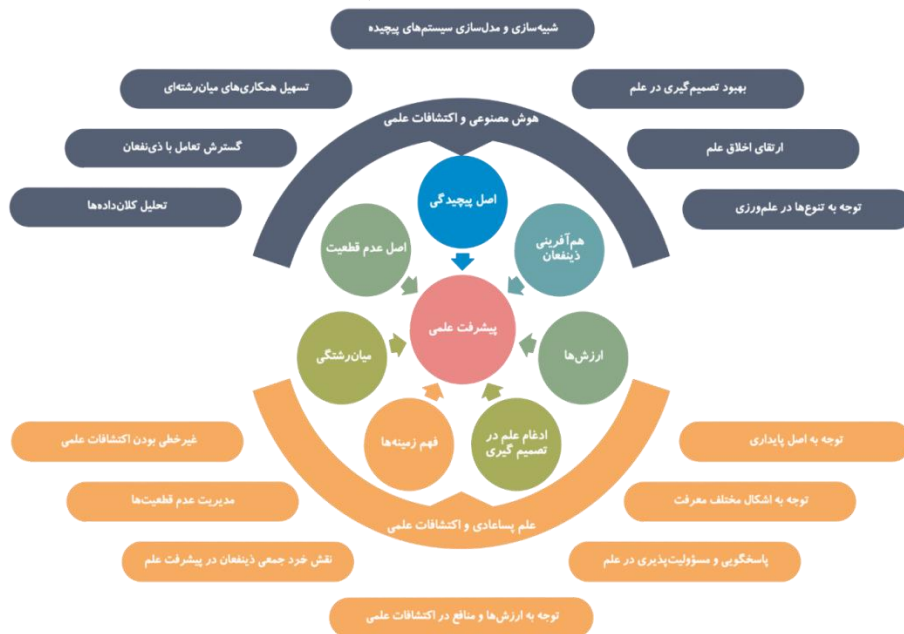 شبیه‌سازی و مدل‌سازی سیستم‌های پیچیده
بهبود تصمیم‌گیری در علم
تسهیل همکاری‌های میان‌رشته‌ای
هوش مصنوعی و اکتشافات علمی
ارتقای اخلاق علم
گسترش تعامل با ذی‌نفعان
توجه به تنوع‌ها در علم‌ورزی
تحلیل کلان‌داده‌ها
اصل پیچیدگی
هم‌آفرینی
ذینفعان
اصل عدم قطعیت
پیشرفت علمی
ارزش‌ها
میان‌رشتگی
ادغام علم در
تصمیم گیری
فهم زمینه‌ها
توجه به اصل پایداری
غیرخطی بودن اکتشافات علمی
توجه به اشکال مختلف معرفت
مدیریت عدم قطعیت‌ها
علم پساعادی و اکتشافات علمی
پاسخگویی و مسؤولیت‌پذیری در علم
نقش خرد جمعی ذینفعان در پیشرفت علم
توجه به ارزش‌ها و منافع در اکتشافات علمی